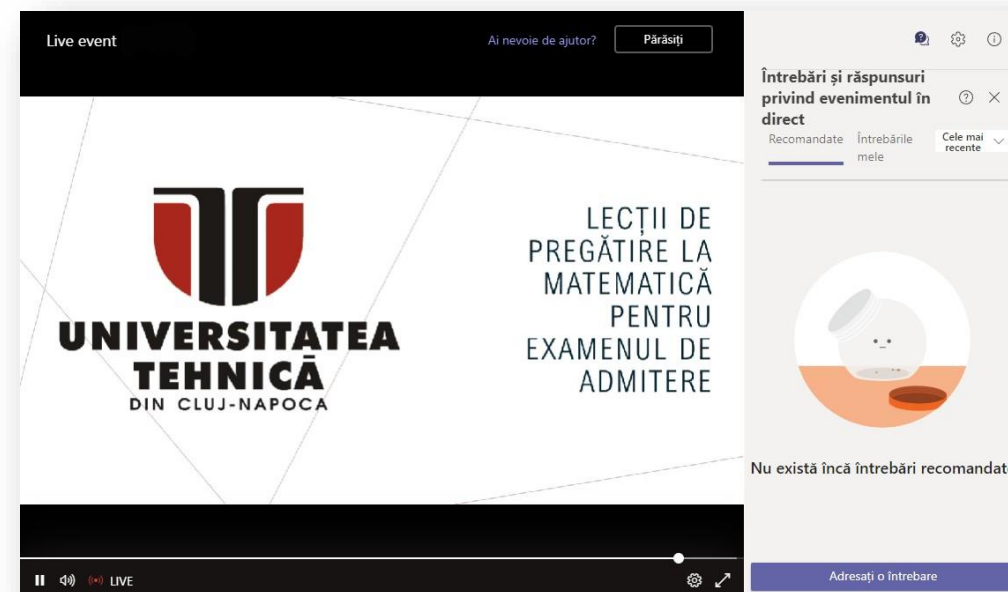 Live event
Ai nevoie de ajutor?
Părăsiți
UNIVERSITATEA
TEHNICĂ
DIN CLUJ-NAPOCA
LECȚII DE
PREGĂTIRE LA
MATEMATICĂ
PENTRU
EXAMENUL DE
ADMITERE
LIVE
Întrebări și răspunsuri
privind evenimentul în
direct
Recomandate
Întrebările
mele
Cele mai
recente
Nu există încă întrebări recomandat
Adresați o întrebare